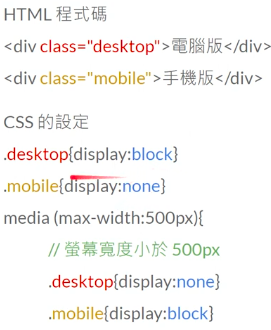 HTML 程式碼
<div class="desktop">電腦版</div>
<div class="mobile">手機版</div>
CSS 的設定
.desktop{display:block}
.mobile{display:none}
media (max-width:500px){
// 螢幕寬度小於 500px
.desktop{display:none}
.mobile{display:block}